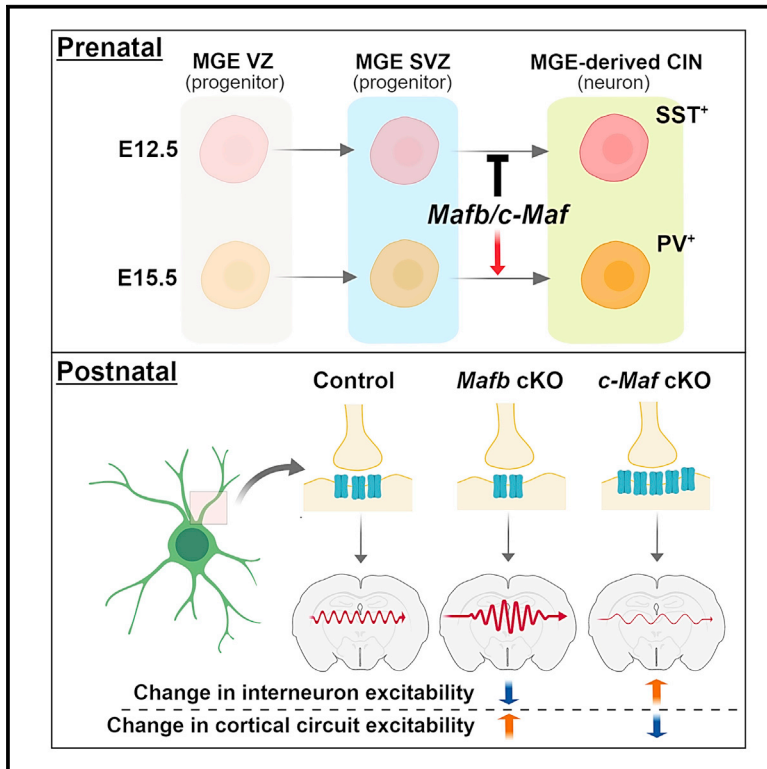 Prenatal
MGE VZ
(progenitor)
MGE SVZ
(progenitor)
MGE-derived CIN
(neuron)
E12.5
SST+
Mafb/c-Maf
E15.5
PV+
Postnatal
Control
Mafb cKO
c-Maf cKO
Change in interneuron excitability
Change in cortical circuit excitability